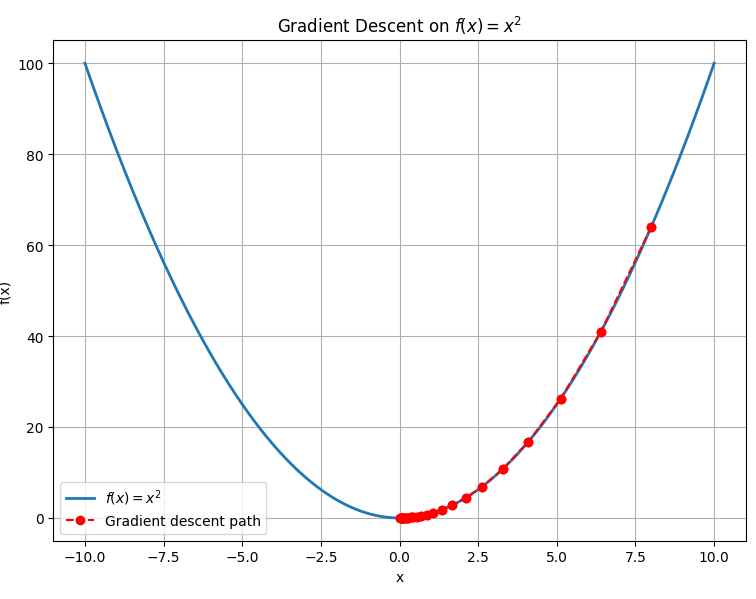 Gradient Descent on f(x) = x²
f(x)
100
80
60
40
20
0
f(x) = x²
Gradient descent path
−10.0 −7.5 −5.0 −2.5 0.0 2.5 5.0 7.5 10.0
x